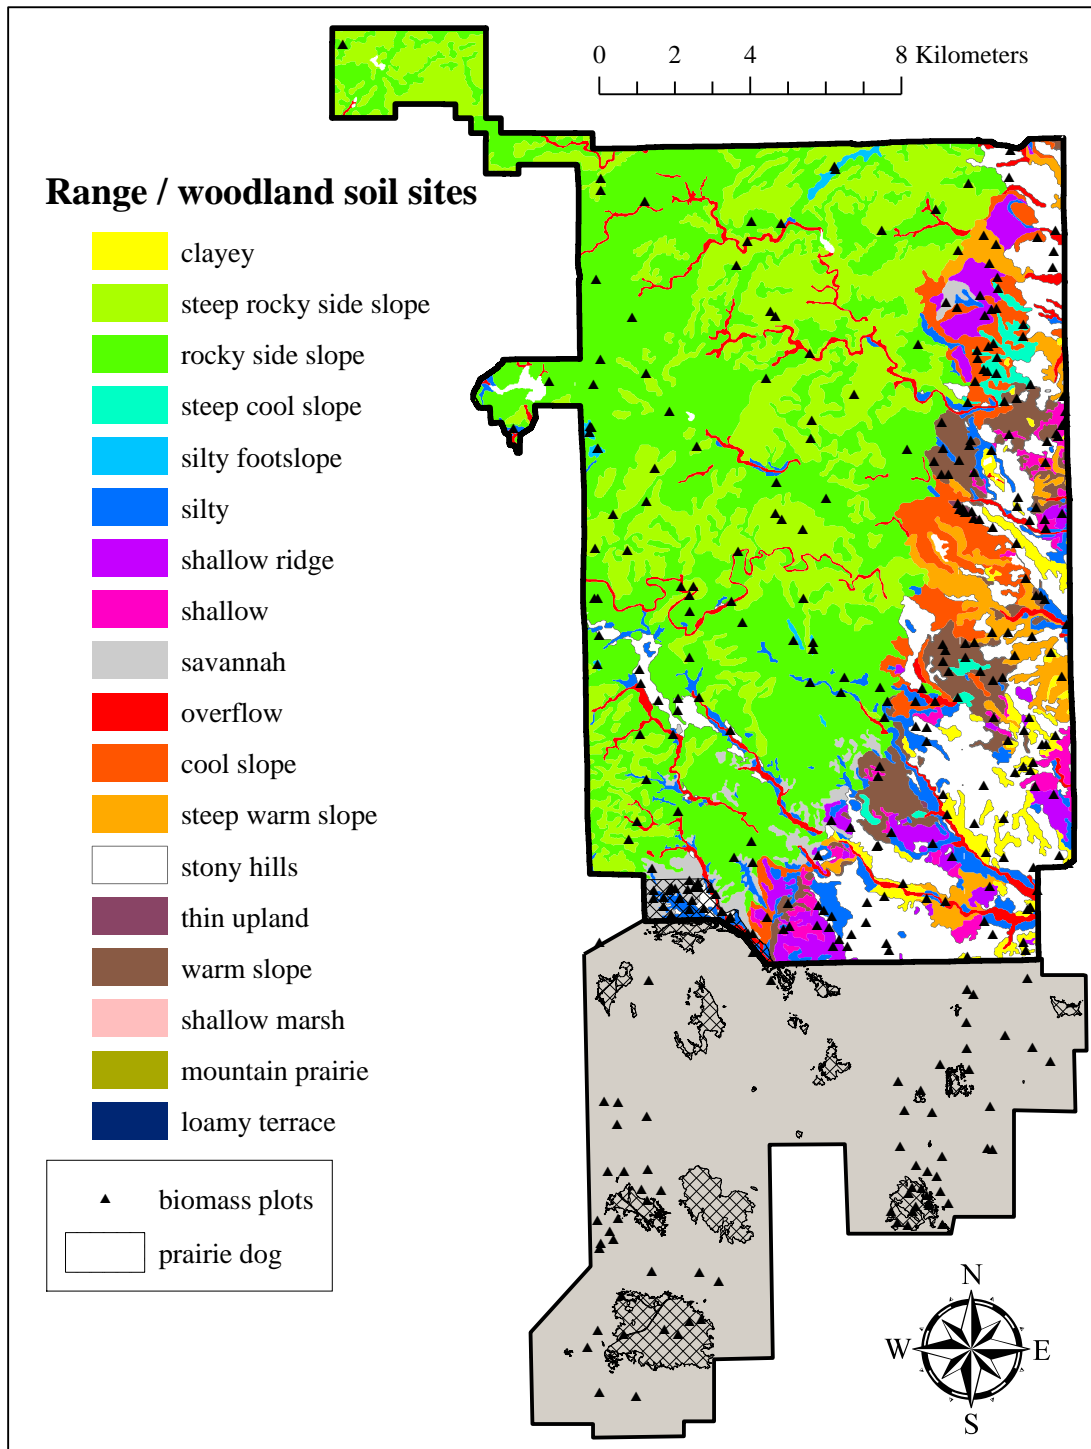 0 2 4 8 Kilometers
Range / woodland soil sites
clayey
steep rocky side slope
rocky side slope
steep cool slope
silty footslope
silty
shallow ridge
shallow
savannah
overflow
cool slope
steep warm slope
stony hills
thin upland
warm slope
shallow marsh
mountain prairie
loamy terrace
biomass plots
prairie dog
N
W E
S